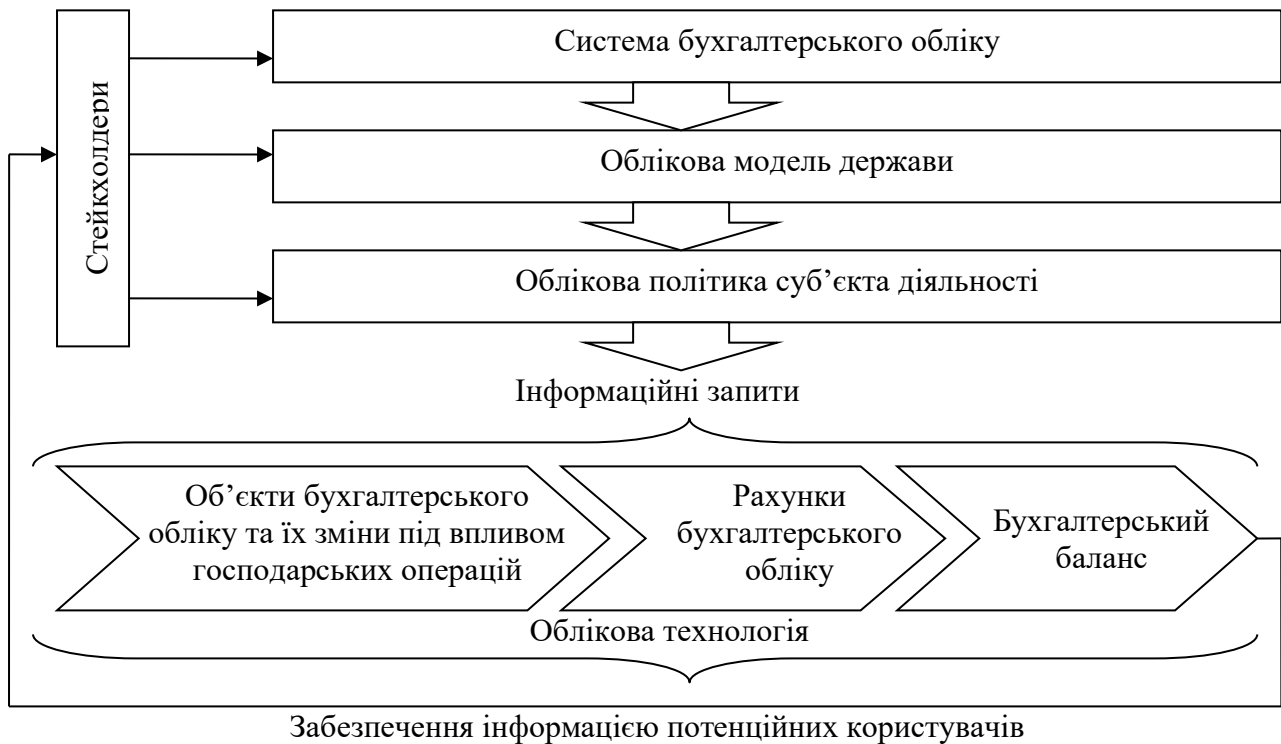 Стейкхолдери
Система бухгалтерського обліку
Облікова модель держави
Облікова політика суб’єкта діяльності
Інформаційні запити
Об’єкти бухгалтерського
обліку та їх зміни під впливом
господарських операцій
Рахунки
бухгалтерського
обліку
Бухгалтерський
баланс
Облікова технологія
Забезпечення інформацією потенційних користувачів